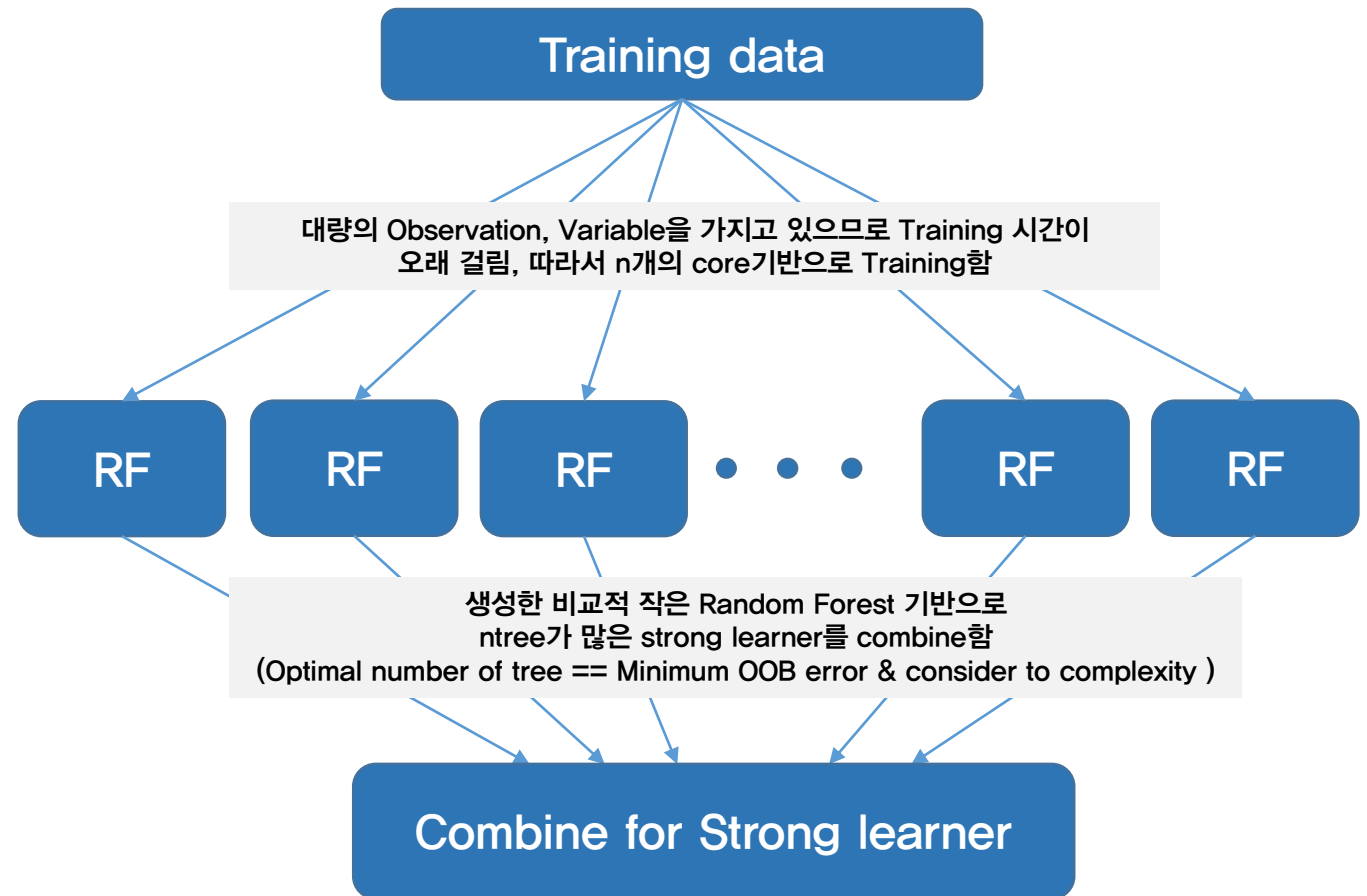 Training data
대량의 Observation, Variable을 가지고 있으므로 Training 시간이
오래 걸림, 따라서 n개의 core기반으로 Training함
RF
RF
RF
RF
RF
생성한 비교적 작은 Random Forest 기반으로
ntree가 많은 strong learner를 combine함
(Optimal number of tree == Minimum OOB error & consider to complexity )
Combine for Strong learner